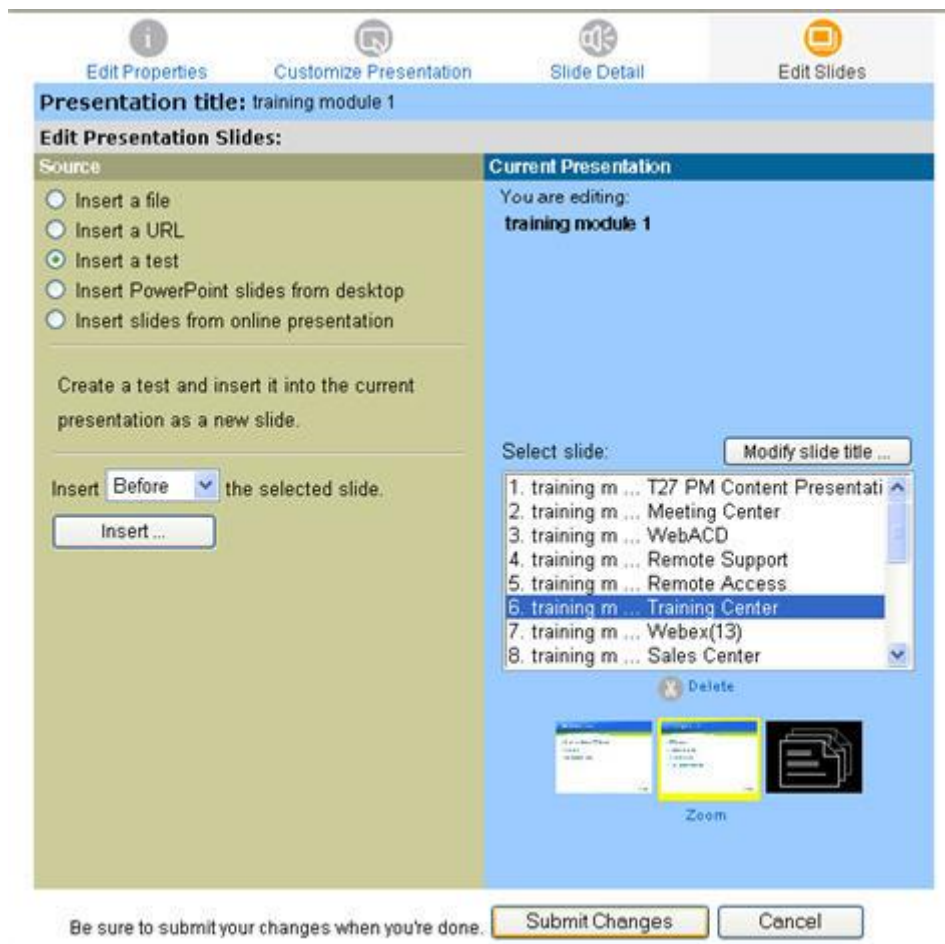 Edit Properties
Customize Presentation
Slide Detail
Edit Slides
Presentation title: training module 1
Edit Presentation Slides:
Source
Insert a file
Insert a URL
Insert a test
Insert PowerPoint slides from desktop
Insert slides from online presentation
Create a test and insert it into the current
presentation as a new slide.
Insert Before the selected slide.
Insert ...
Current Presentation
You are editing:
training module 1
Select slide:
Modify slide title ...
1. training m ... T27 PM Content Presentati
2. training m ... Meeting Center
3. training m ... WebACD
4. training m ... Remote Support
5. training m ... Remote Access
6. training m ... Training Center
7. training m ... Webex(13)
8. training m ... Sales Center
Delete
Zoom
Be sure to submit your changes when you're done.
Submit Changes
Cancel